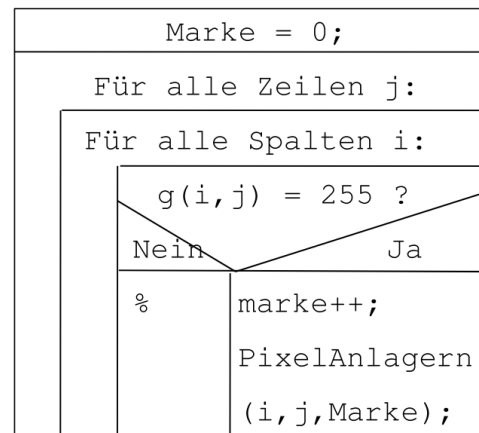 Marke = 0;
Für alle Zeilen j:
Für alle Spalten i:
g(i,j) = 255 ?
Nein Ja
% marke++;
PixelAnlagern
(i,j,Marke);